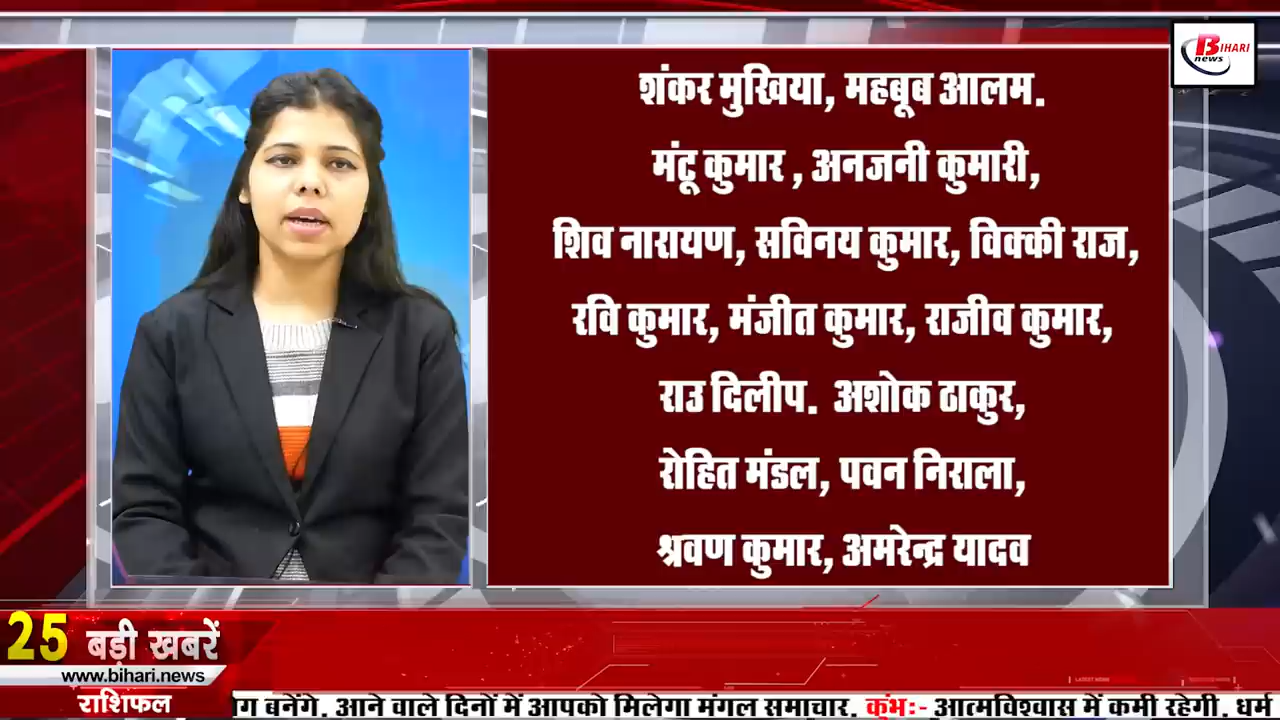 BIHARI
news
शंकर मुखिया, महबूब आलम.
मंटू कुमार , अनजनी कुमारी,
शिव नारायण, सविनय कुमार, विक्की राज,
रवि कुमार, मंजीत कुमार, राजीव कुमार,
राउ दिलीप. अशोक ठाकुर,
रोहित मंडल, पवन निराला,
श्रवण कुमार, अमरेन्द्र यादव
25 बड़ी खबरें
www.bihari.news
राशिफल
ग बनेंगे. आने वाले दिनों में आपको मिलेगा मंगल समाचार. कुंभः- आत्मविश्वास में कमी रहेगी. धर्म